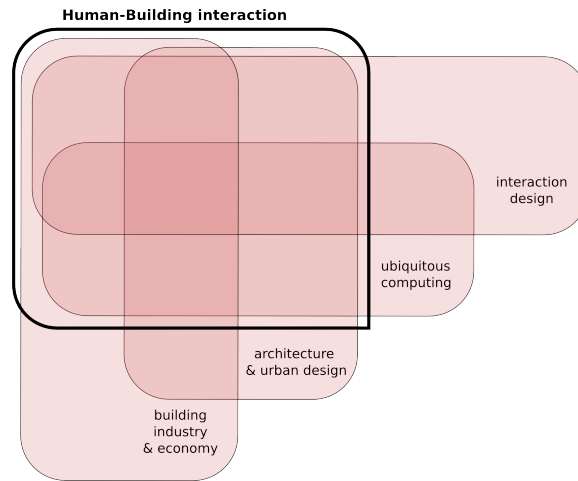 Human-Building interaction
interaction
design
ubiquitous
computing
architecture
& urban design
building
industry
& economy